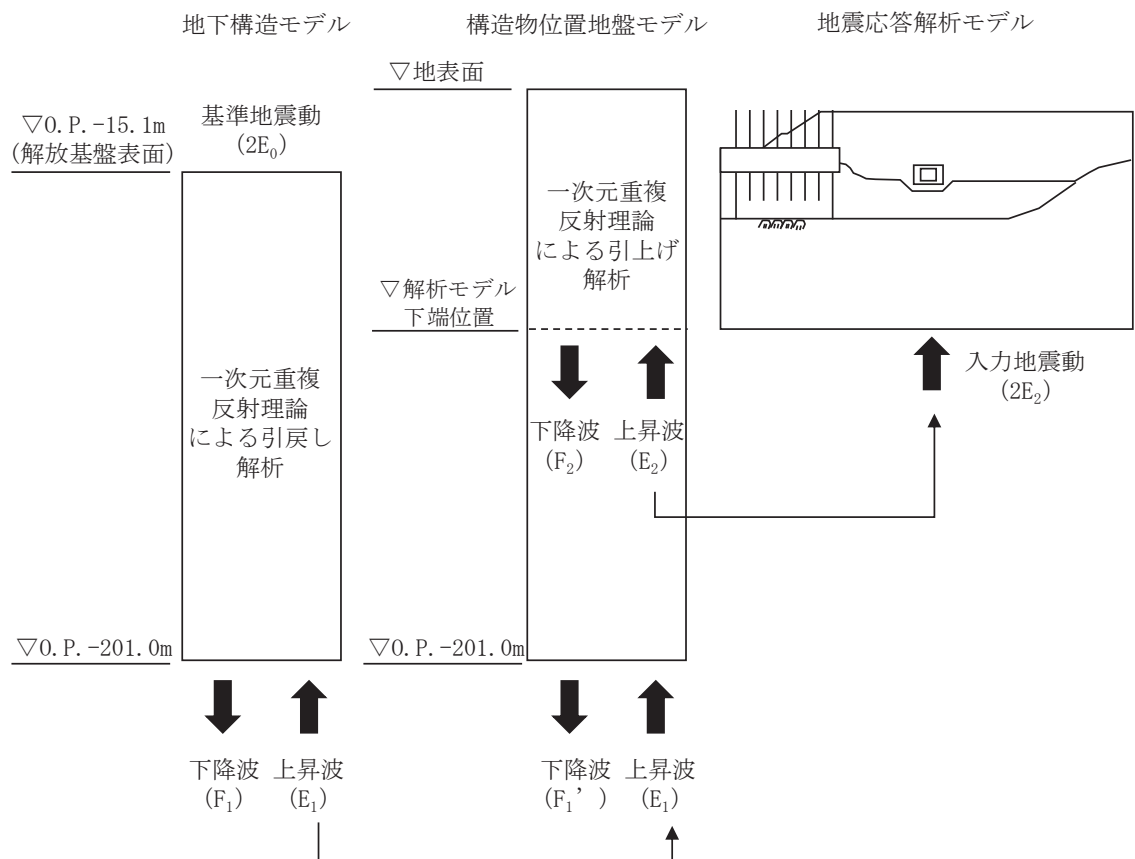 地下構造モデル
構造物位置地盤モデル
地震応答解析モデル
▽O.P.-15.1m
(解放基盤表面)
基準地震動
(2E₀)
一次元重複
反射理論
による引戻し
解析
▽O.P.-201.0m
下降波
(F₁)
上昇波
(E₁)
▽地表面
一次元重複
反射理論
による引上げ
解析
▽解析モデル
下端位置
下降波
(F₂)
上昇波
(E₂)
▽O.P.-201.0m
下降波
(F₁’)
上昇波
(E₁)
入力地震動
(2E₂)